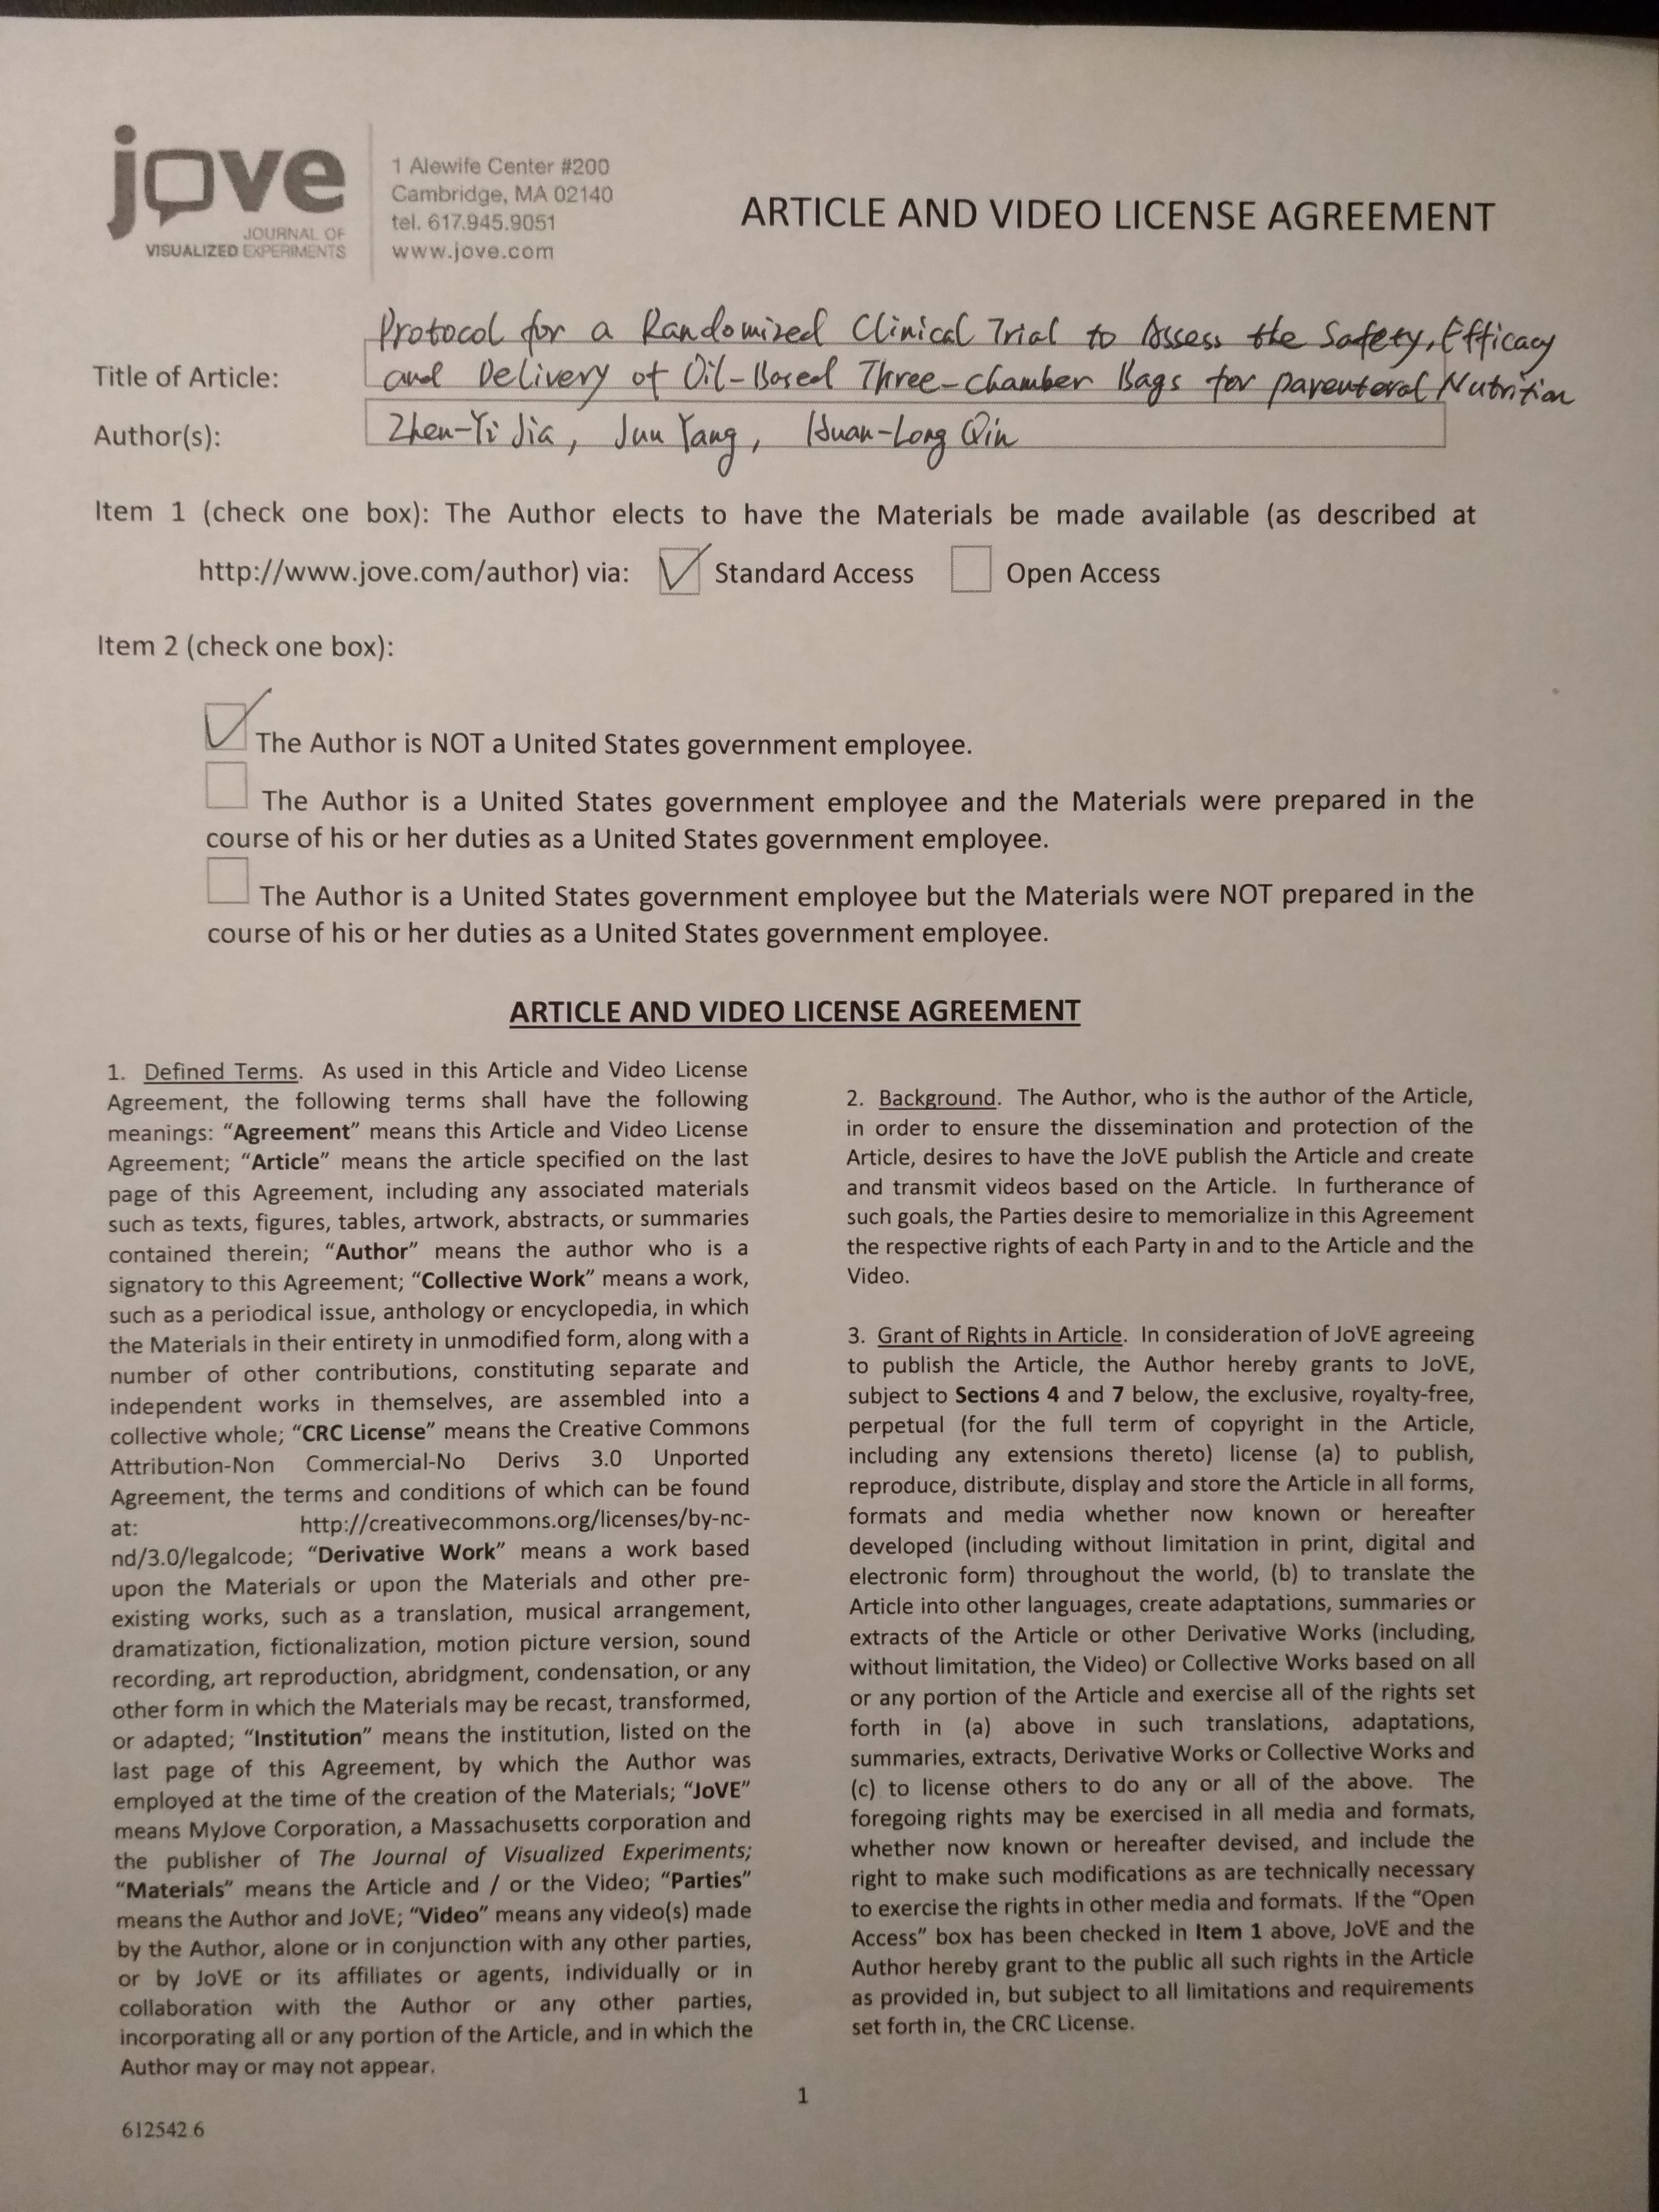 jove
JOURNAL OF
VISUALIZED EXPERIMENTS
1 Alewife Center #200
Cambridge, MA 02140
tel. 617.945.9051
www.jove.com
ARTICLE AND VIDEO LICENSE AGREEMENT
Protocol for a Randomized Clinical Trial to Assess the Safety, Efficacy
Title of Article:
and Delivery of Oil-Based Three-chamber Bags for parenteral Nutrition
Author(s):
Zhen-Yi Jia, Jun Yang, Huan-Long Qin
Item 1 (check one box): The Author elects to have the Materials be made available (as described at
http://www.jove.com/author) via: Standard Access Open Access
Item 2 (check one box):
The Author is NOT a United States government employee.
The Author is a United States government employee and the Materials were prepared in the
course of his or her duties as a United States government employee.
The Author is a United States government employee but the Materials were NOT prepared in the
course of his or her duties as a United States government employee.
ARTICLE AND VIDEO LICENSE AGREEMENT
1. Defined Terms. As used in this Article and Video License
Agreement, the following terms shall have the following
meanings: “Agreement” means this Article and Video License
Agreement; “Article” means the article specified on the last
page of this Agreement, including any associated materials
such as texts, figures, tables, artwork, abstracts, or summaries
contained therein; “Author” means the author who is a
signatory to this Agreement; “Collective Work” means a work,
such as a periodical issue, anthology or encyclopedia, in which
the Materials in their entirety in unmodified form, along with a
number of other contributions, constituting separate and
independent works in themselves, are assembled into a
collective whole; “CRC License” means the Creative Commons
Attribution-Non Commercial-No Derivs 3.0 Unported
Agreement, the terms and conditions of which can be found
at: http://creativecommons.org/licenses/by-nc-
nd/3.0/legalcode; “Derivative Work” means a work based
upon the Materials or upon the Materials and other pre-
existing works, such as a translation, musical arrangement,
dramatization, fictionalization, motion picture version, sound
recording, art reproduction, abridgment, condensation, or any
other form in which the Materials may be recast, transformed,
or adapted; “Institution” means the institution, listed on the
last page of this Agreement, by which the Author was
employed at the time of the creation of the Materials; “JoVE”
means MyJove Corporation, a Massachusetts corporation and
the publisher of The Journal of Visualized Experiments;
“Materials” means the Article and / or the Video; “Parties”
means the Author and JoVE; “Video” means any video(s) made
by the Author, alone or in conjunction with any other parties,
or by JoVE or its affiliates or agents, individually or in
collaboration with the Author or any other parties,
incorporating all or any portion of the Article, and in which the
Author may or may not appear.
2. Background. The Author, who is the author of the Article,
in order to ensure the dissemination and protection of the
Article, desires to have the JoVE publish the Article and create
and transmit videos based on the Article. In furtherance of
such goals, the Parties desire to memorialize in this Agreement
the respective rights of each Party in and to the Article and the
Video.
3. Grant of Rights in Article. In consideration of JoVE agreeing
to publish the Article, the Author hereby grants to JoVE,
subject to Sections 4 and 7 below, the exclusive, royalty-free,
perpetual (for the full term of copyright in the Article,
including any extensions thereto) license (a) to publish,
reproduce, distribute, display and store the Article in all forms,
formats and media whether now known or hereafter
developed (including without limitation in print, digital and
electronic form) throughout the world, (b) to translate the
Article into other languages, create adaptations, summaries or
extracts of the Article or other Derivative Works (including,
without limitation, the Video) or Collective Works based on all
or any portion of the Article and exercise all of the rights set
forth in (a) above in such translations, adaptations,
summaries, extracts, Derivative Works or Collective Works and
(c) to license others to do any or all of the above. The
foregoing rights may be exercised in all media and formats,
whether now known or hereafter devised, and include the
right to make such modifications as are technically necessary
to exercise the rights in other media and formats. If the “Open
Access” box has been checked in Item 1 above, JoVE and the
Author hereby grant to the public all such rights in the Article
as provided in, but subject to all limitations and requirements
set forth in, the CRC License.
1
612542.6